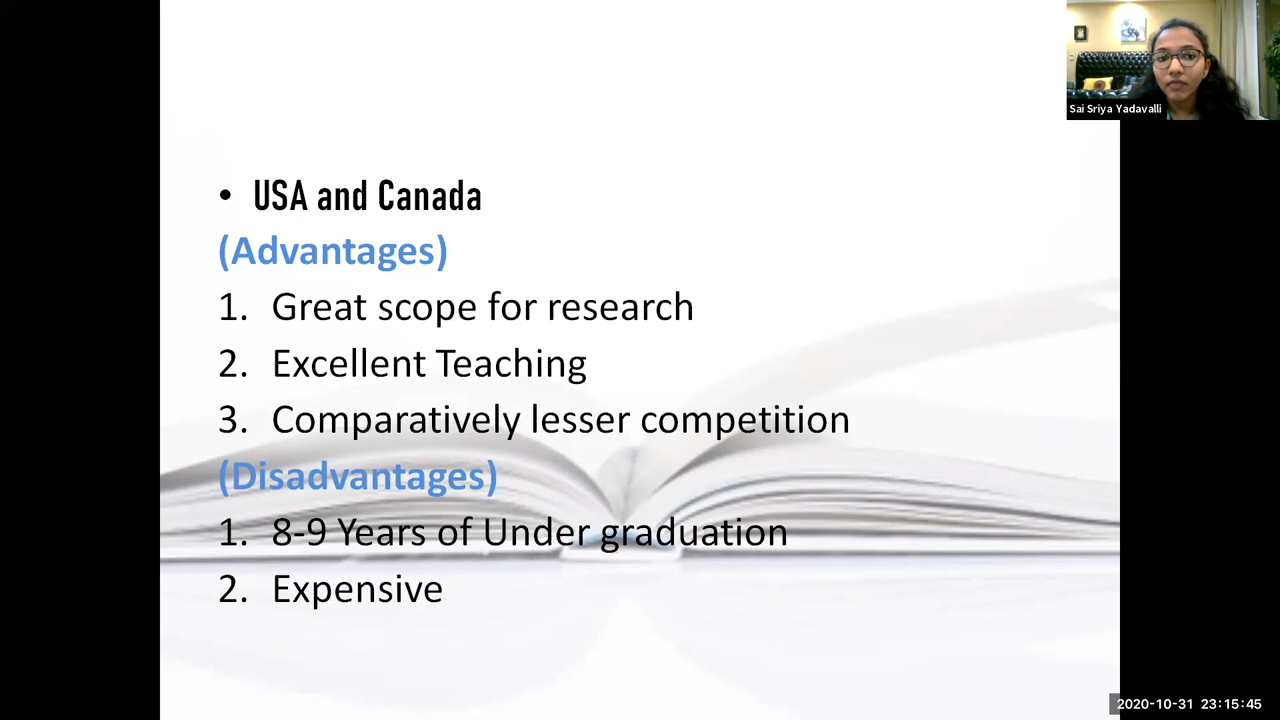 Sai Sriya Yadavalli
• USA and Canada
(Advantages)
1. Great scope for research
2. Excellent Teaching
3. Comparatively lesser competition
(Disadvantages)
1. 8-9 Years of Under graduation
2. Expensive
2020-10-31 23:15:45